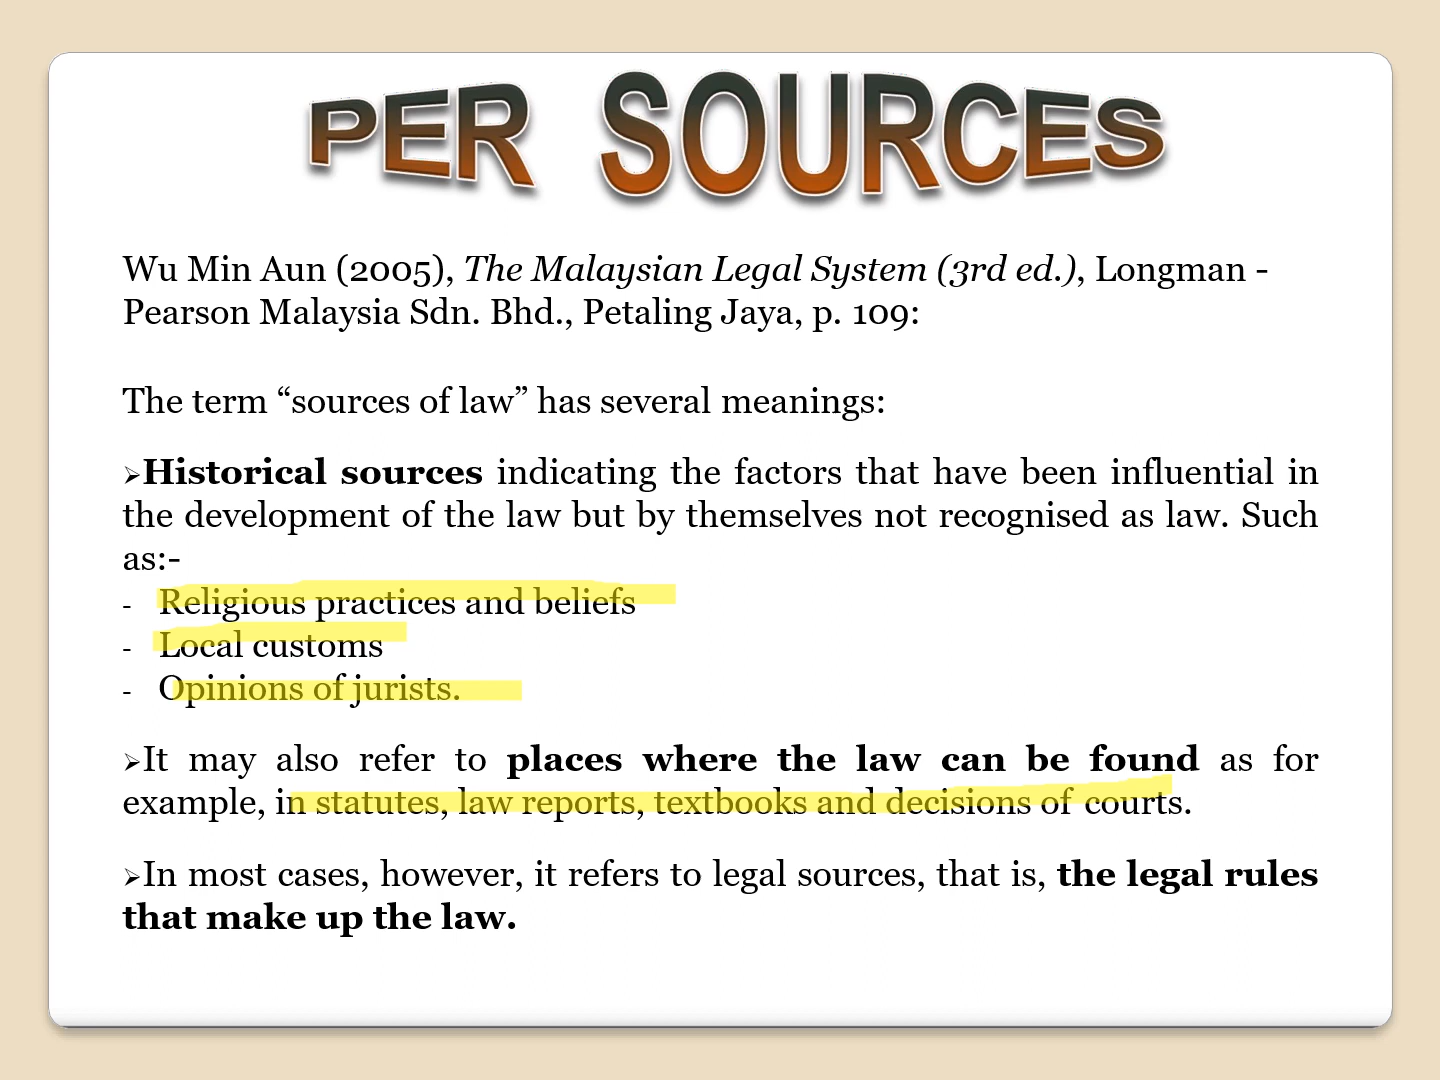 PER SOURCES
Wu Min Aun (2005), The Malaysian Legal System (3rd ed.), Longman -
Pearson Malaysia Sdn. Bhd., Petaling Jaya, p. 109:
The term “sources of law” has several meanings:
➢Historical sources indicating the factors that have been influential in
the development of the law but by themselves not recognised as law. Such
as:-
- Religious practices and beliefs
- Local customs
- Opinions of jurists.
➢It may also refer to places where the law can be found as for
example, in statutes, law reports, textbooks and decisions of courts.
➢In most cases, however, it refers to legal sources, that is, the legal rules
that make up the law.